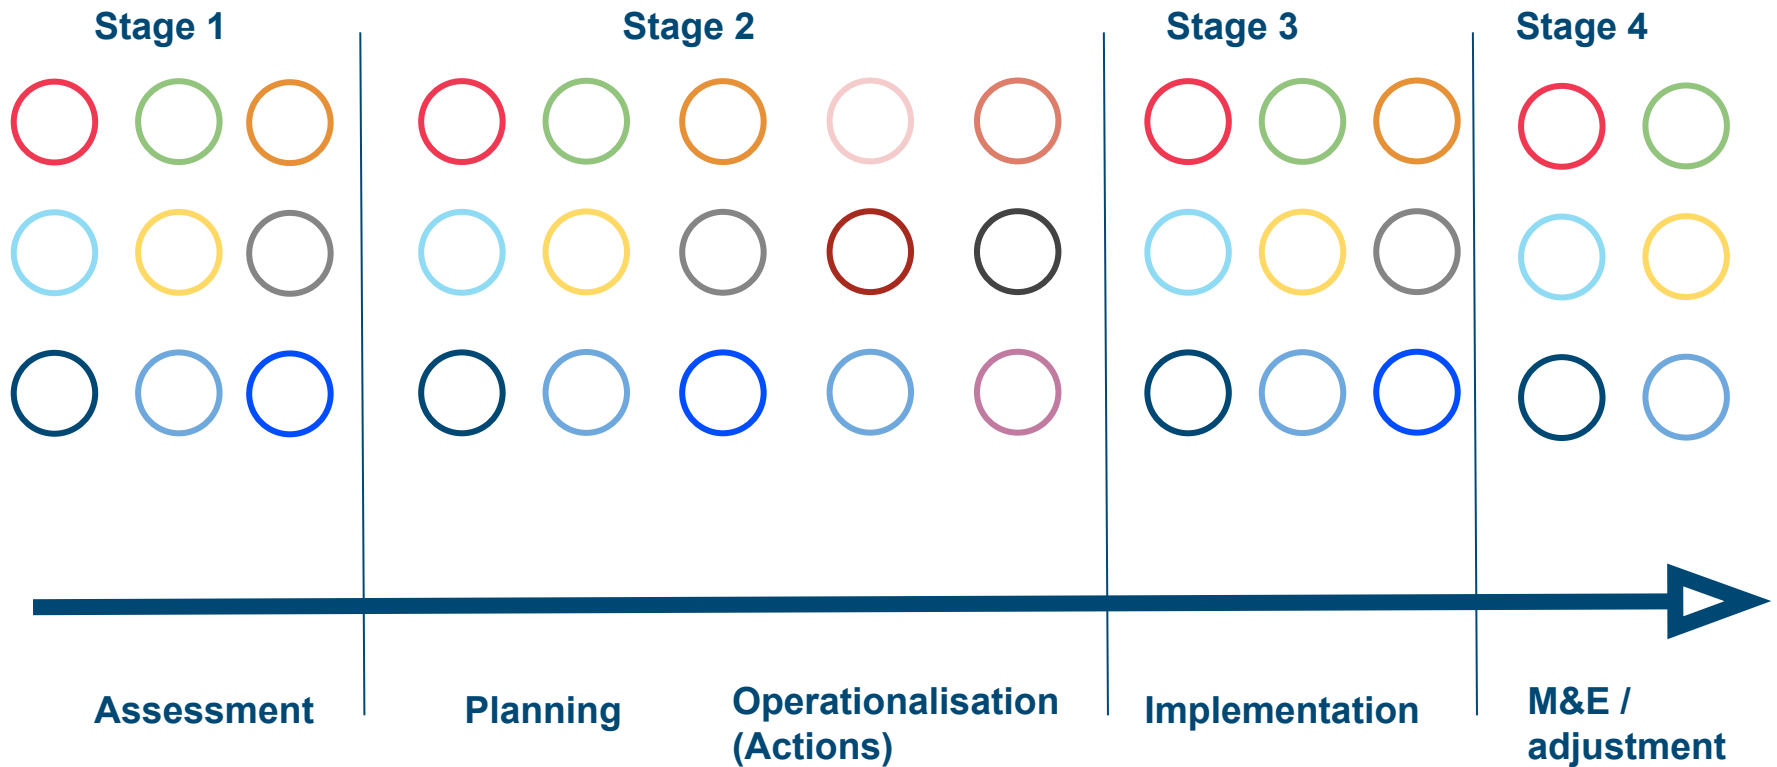 Stage 1
Stage 2
Stage 3
Stage 4
Assessment
Planning
Operationalisation
(Actions)
Implementation
M&E /
adjustment